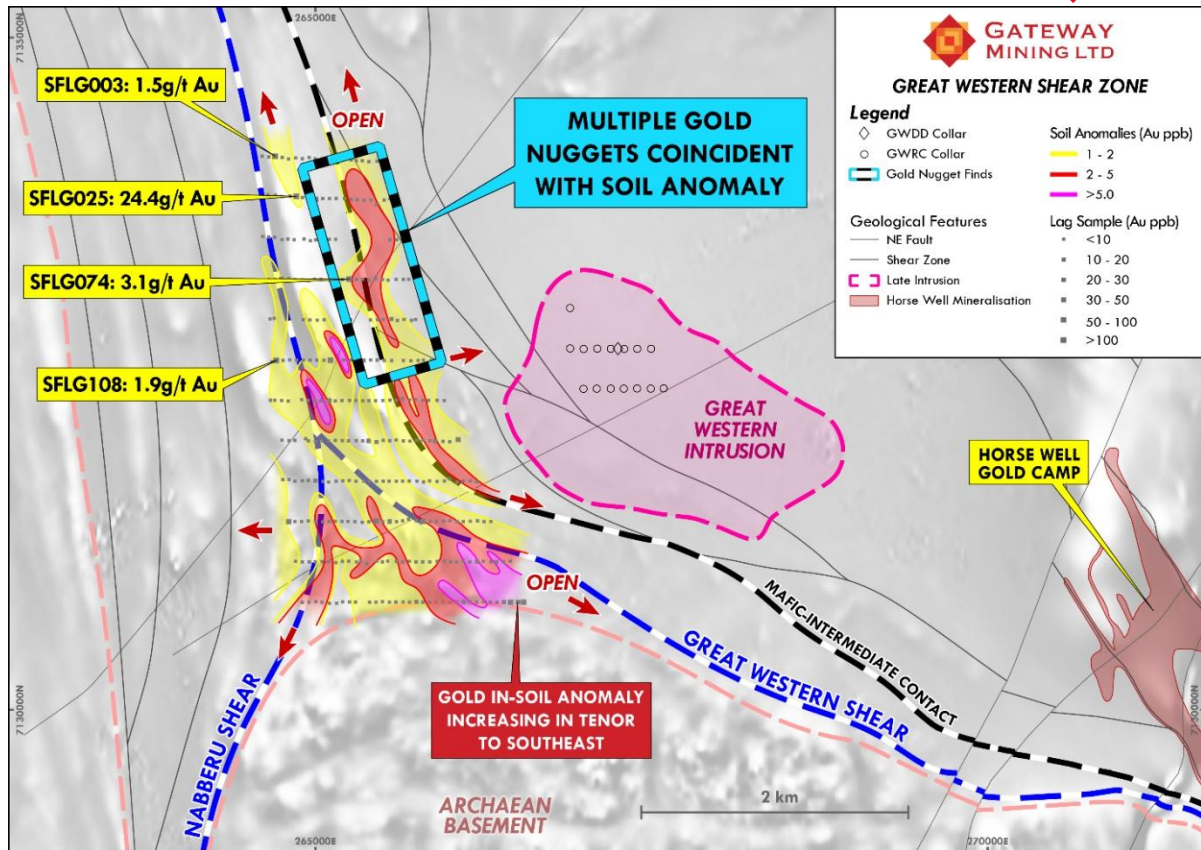 265000E
7135000N
GATEWAY
MINING LTD
GREAT WESTERN SHEAR ZONE
Legend
GWDD Collar
GWRC Collar
Gold Nugget Finds
Geological Features
NE Fault
Shear Zone
Late Intrusion
Horse Well Mineralisation
Soil Anomalies (Au ppb)
1 - 2
2 - 5
>5.0
Lag Sample (Au ppb)
<10
10 - 20
20 - 30
30 - 50
50 - 100
>100
SFLG003: 1.5g/t Au
OPEN
MULTIPLE GOLD
NUGGETS COINCIDENT
WITH SOIL ANOMALY
SFLG025: 24.4g/t Au
SFLG074: 3.1g/t Au
SFLG108: 1.9g/t Au
GREAT
WESTERN
INTRUSION
HORSE WELL
GOLD CAMP
OPEN
MAFIC-INTERMEDIATE CONTACT
GREAT WESTERN SHEAR
NABBERU SHEAR
GOLD IN-SOIL ANOMALY
INCREASING IN TENOR
TO SOUTHEAST
7130000N
7130000N
ARCHAEAN
BASEMENT
2 km
265000E
270000E